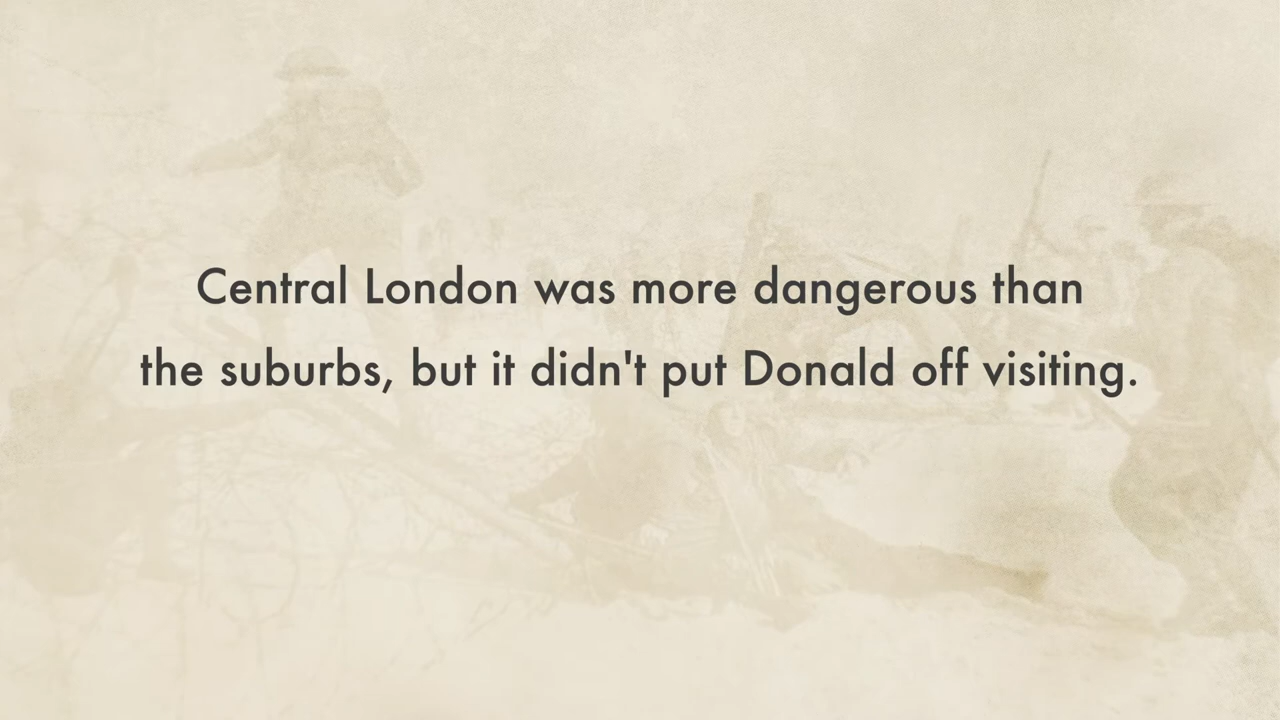 Central London was more dangerous than
the suburbs, but it didn't put Donald off visiting.